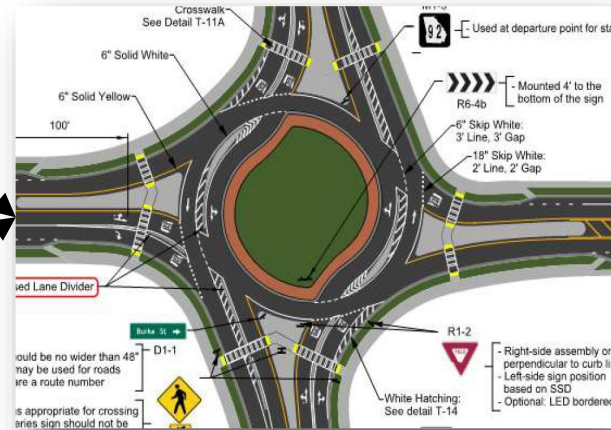 Crosswalk
See Detail T-11A
6" Solid White
6" Solid Yellow
100'
92
- Used at departure point for sta
R6-4b
- Mounted 4' to the
bottom of the sign
6" Skip White:
3' Line, 3' Gap
18" Skip White:
2' Line, 2' Gap
sed Lane Divider
Burke St →
D1-1
ould be no wider than 48"
may be used for roads
are a route number
s appropriate for crossing
eries sign should not be
White Hatching:
See detail T-14
R1-2
YIELD
- Right-side assembly or
perpendicular to curb li
- Left-side sign position
based on SSD
- Optional: LED bordered